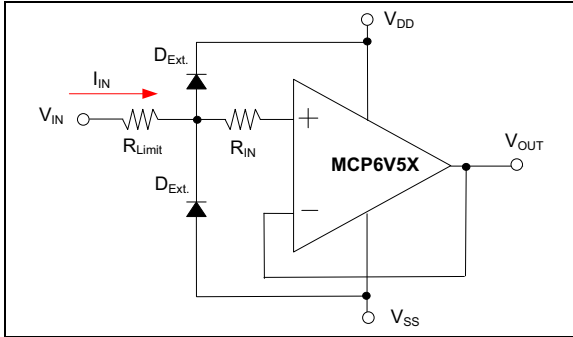 V_DD
D_Ext.
I_IN
V_IN
R_Limit
R_IN
+
MCP6V5X
V_OUT
D_Ext.
–
V_SS